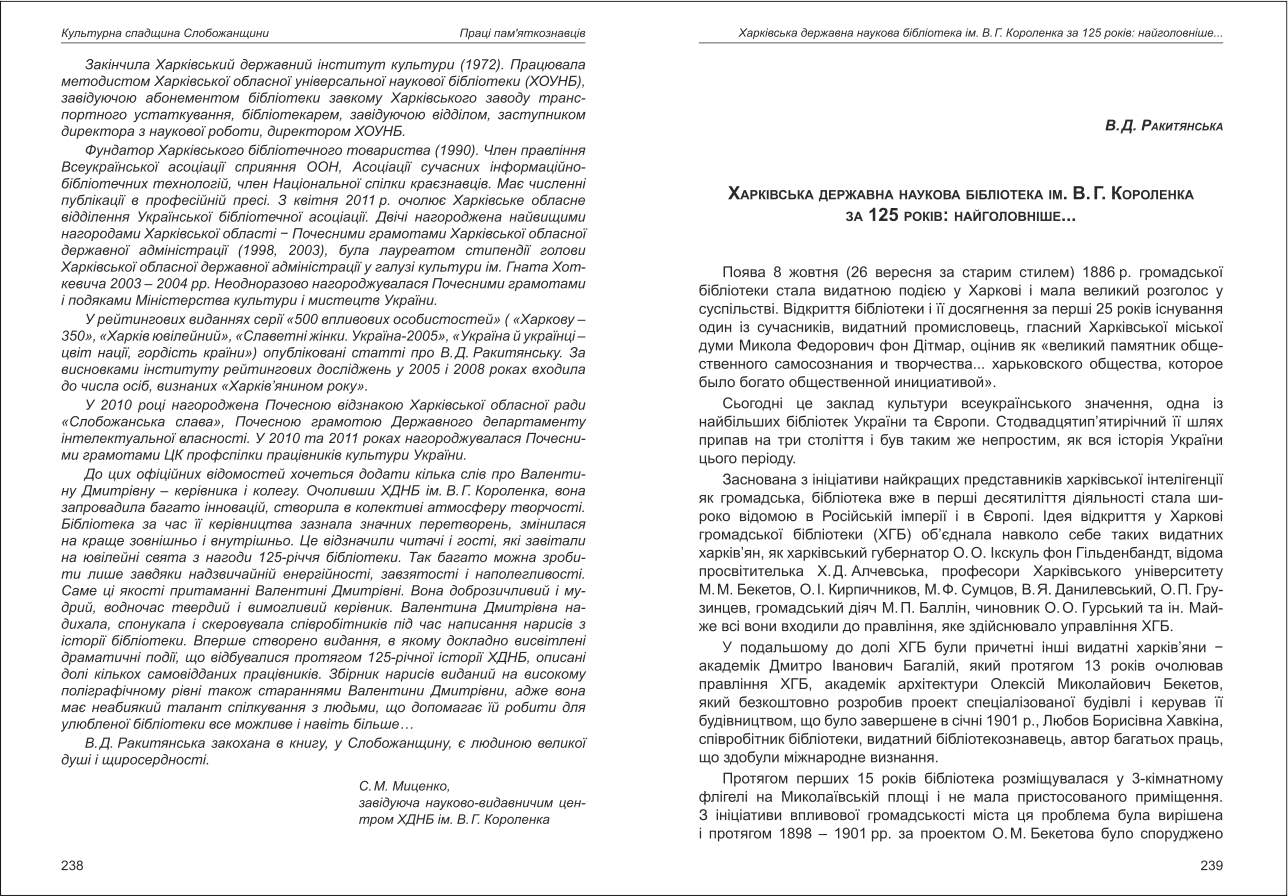 Культурна спадщина Слобожанщини Праці пам'яткознавців
Закінчила Харківський державний інститут культури (1972). Працювала
методистом Харківської обласної універсальної наукової бібліотеки (ХОУНБ),
завідуючою абонементом бібліотеки завкому Харківського заводу транс-
портного устаткування, бібліотекарем, завідуючою відділом, заступником
директора з наукової роботи, директором ХОУНБ.
Фундатор Харківського бібліотечного товариства (1990). Член правління
Всеукраїнської асоціації сприяння ООН, Асоціації сучасних інформаційно-
бібліотечних технологій, член Національної спілки краєзнавців. Має численні
публікації в професійній пресі. З квітня 2011 р. очолює Харківське обласне
відділення Української бібліотечної асоціації. Двічі нагороджена найвищими
нагородами Харківської області − Почесними грамотами Харківської обласної
державної адміністрації (1998, 2003), була лауреатом стипендії голови
Харківської обласної державної адміністрації у галузі культури ім. Гната Хот-
кевича 2003 – 2004 рр. Неодноразово нагороджувалася Почесними грамотами
і подяками Міністерства культури і мистецтв України.
У рейтингових виданнях серії «500 впливових особистостей» ( «Харкову –
350», «Харків ювілейний», «Славетні жінки. Україна-2005», «Україна й українці –
цвіт нації, гордість країни») опубліковані статті про В. Д. Ракитянську. За
висновками інституту рейтингових досліджень у 2005 і 2008 роках входила
до числа осіб, визнаних «Харків’янином року».
У 2010 році нагороджена Почесною відзнакою Харківської обласної ради
«Слобожанська слава», Почесною грамотою Державного департаменту
інтелектуальної власності. У 2010 та 2011 роках нагороджувалася Почесни-
ми грамотами ЦК профспілки працівників культури України.
До цих офіційних відомостей хочеться додати кілька слів про Валенти-
ну Дмитрівну – керівника і колегу. Очоливши ХДНБ ім. В. Г. Короленка, вона
запровадила багато інновацій, створила в колективі атмосферу творчості.
Бібліотека за час її керівництва зазнала значних перетворень, змінилася
на краще зовнішньо і внутрішньо. Це відзначили читачі і гості, які завітали
на ювілейні свята з нагоди 125-річчя бібліотеки. Так багато можна зроби-
ти лише завдяки надзвичайній енергійності, завзятості і наполегливості.
Саме ці якості притаманні Валентині Дмитрівні. Вона доброзичливий і му-
дрий, водночас твердий і вимогливий керівник. Валентина Дмитрівна на-
дихала, спонукала і скеровувала співробітників під час написання нарисів з
історії бібліотеки. Вперше створено видання, в якому докладно висвітлені
драматичні події, що відбувалися протягом 125-річної історії ХДНБ, описані
долі кількох самовідданих працівників. Збірник нарисів виданий на високому
поліграфічному рівні також стараннями Валентини Дмитрівни, адже вона
має неабиякий талант спілкування з людьми, що допомагає їй робити для
улюбленої бібліотеки все можливе і навіть більше…
В. Д. Ракитянська закохана в книгу, у Слобожанщину, є людиною великої
душі і щиросердності.
С. М. Миценко,
завідуюча науково-видавничим цен-
тром ХДНБ ім. В. Г. Короленка
238
Харківська державна наукова бібліотека ім. В. Г. Короленка за 125 років: найголовніше...
В. Д. Ракитянська
Харківська державна наукова бібліотека ім. В. Г. Короленка
за 125 років: найголовніше...
Поява 8 жовтня (26 вересня за старим стилем) 1886 р. громадської
бібліотеки стала видатною подією у Харкові і мала великий розголос у
суспільстві. Відкриття бібліотеки і її досягнення за перші 25 років існування
один із сучасників, видатний промисловець, гласний Харківської міської
думи Микола Федорович фон Дітмар, оцінив як «великий памятник обще-
ственного самосознания и творчества... харьковского общества, которое
было богато общественной инициативой».
Сьогодні це заклад культури всеукраїнського значення, одна із
найбільших бібліотек України та Європи. Стодвадцятип’ятирічний її шлях
припав на три століття і був таким же непростим, як вся історія України
цього періоду.
Заснована з ініціативи найкращих представників харківської інтелігенції
як громадська, бібліотека вже в перші десятиліття діяльності стала ши-
роко відомою в Російській імперії і в Європі. Ідея відкриття у Харкові
громадської бібліотеки (ХГБ) об’єднала навколо себе таких видатних
харків’ян, як харківський губернатор О. О. Ікскуль фон Гільденбандт, відома
просвітителька Х. Д. Алчевська, професори Харківського університету
М. М. Бекетов, О. І. Кирпичников, М. Ф. Сумцов, В. Я. Данилевський, О. П. Гру-
зинцев, громадський діяч М. П. Баллін, чиновник О. О. Гурський та ін. Май-
же всі вони входили до правління, яке здійснювало управління ХГБ.
У подальшому до долі ХГБ були причетні інші видатні харків’яни −
академік Дмитро Іванович Багалій, який протягом 13 років очолював
правління ХГБ, академік архітектури Олексій Миколайович Бекетов,
який безкоштовно розробив проект спеціалізованої будівлі і керував її
будівництвом, що було завершене в січні 1901 р., Любов Борисівна Хавкіна,
співробітник бібліотеки, видатний бібліотекознавець, автор багатьох праць,
що здобули міжнародне визнання.
Протягом перших 15 років бібліотека розміщувалася у 3-кімнатному
флігелі на Миколаївській площі і не мала пристосованого приміщення.
З ініціативи впливової громадськості міста ця проблема була вирішена
і протягом 1898 – 1901 рр. за проектом О. М. Бекетова було споруджено
239